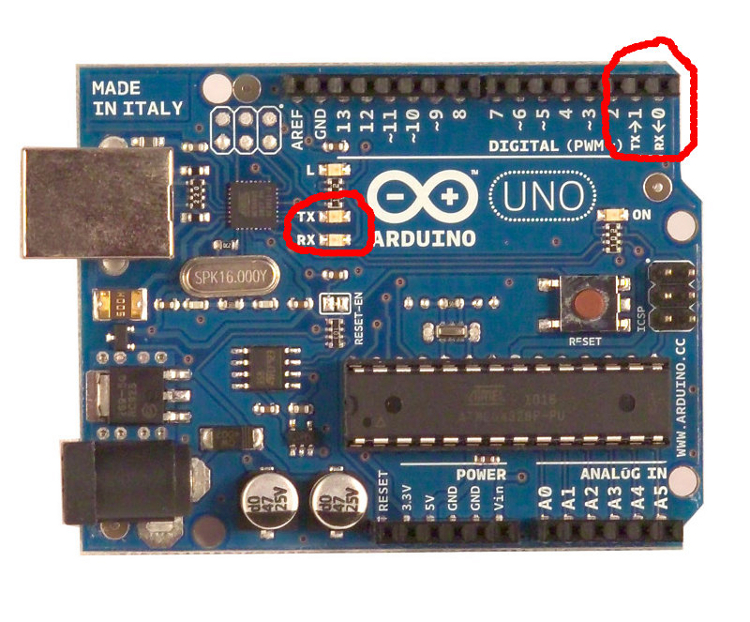 MADE
IN ITALY
AREF
GND
13
12
~11
~10
~9
8
7
~6
~5
4
~3
2
TX→1
RX←0
DIGITAL (PWM~)
L
TX
RX
™
UNO
ARDUINO
ON
SPK16.000Y
RESET-EN
RESET
ICSP
WWW.ARDUINO.CC
POWER
ANALOG IN
RESET
3.3V
5V
GND
GND
Vin
A0
A1
A2
A3
A4
A5
47
25V
47
25V